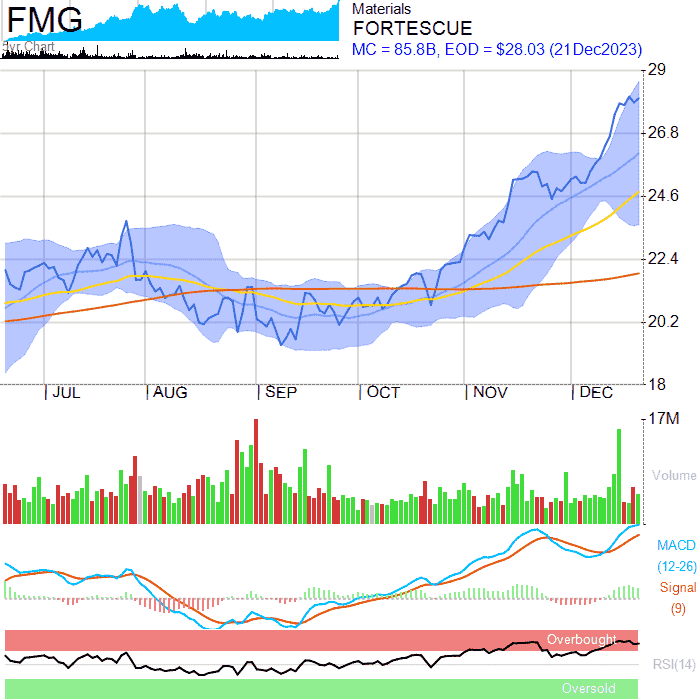 FMG
5yr Chart
Materials
FORTESCUE
MC = 85.8B, EOD = $28.03 (21Dec2023)
29
26.8
24.6
22.4
20.2
18
JUL AUG SEP OCT NOV DEC
17M
Volume
MACD
(12-26)
Signal
(9)
Overbought
RSI(14)
Oversold